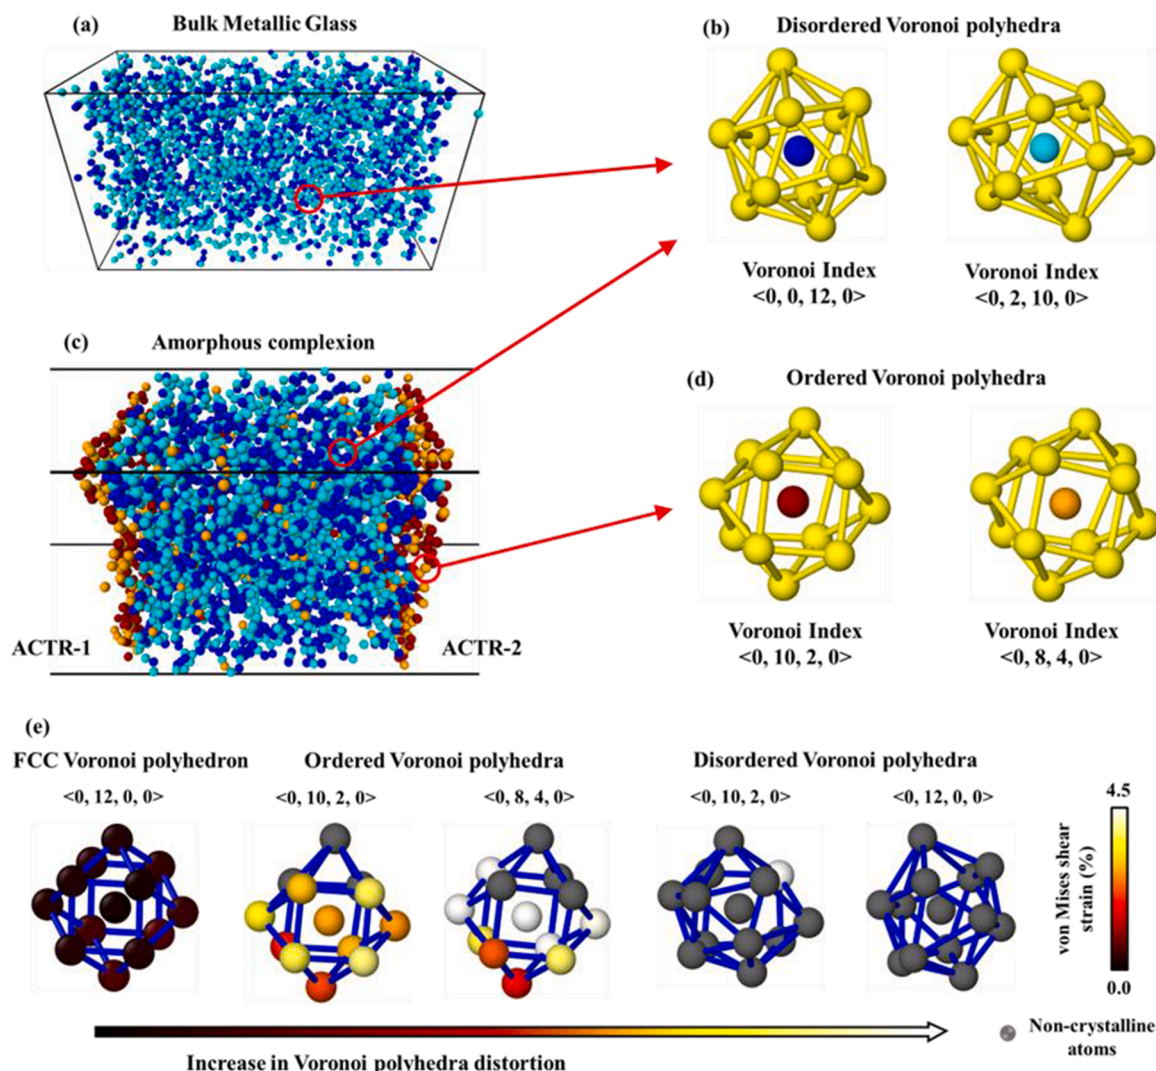 (a)
Bulk Metallic Glass
(b)
Disordered Voronoi polyhedra
Voronoi Index
<0, 0, 12, 0>
Voronoi Index
<0, 2, 10, 0>
(c)
Amorphous complexion
ACTR-1
ACTR-2
(d)
Ordered Voronoi polyhedra
Voronoi Index
<0, 10, 2, 0>
Voronoi Index
<0, 8, 4, 0>
(e)
FCC Voronoi polyhedron
<0, 12, 0, 0>
Ordered Voronoi polyhedra
<0, 10, 2, 0>
<0, 8, 4, 0>
Disordered Voronoi polyhedra
<0, 10, 2, 0>
<0, 12, 0, 0>
4.5
von Mises shear
strain (%)
0.0
Non-crystalline
atoms
Increase in Voronoi polyhedra distortion